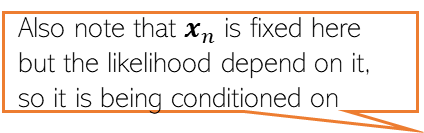 Also note that 𝒙ₙ is fixed here
but the likelihood depend on it,
so it is being conditioned on